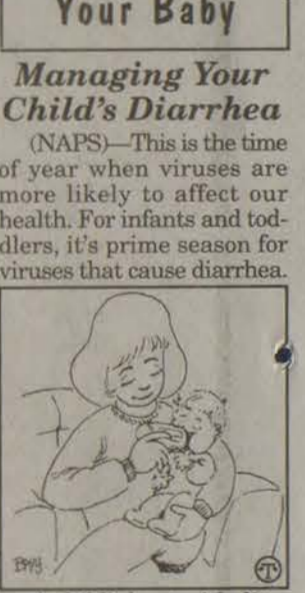 Your Baby
Managing Your
Child's Diarrhea
(NAPS)—This is the time
of year when viruses are
more likely to affect our
health. For infants and tod-
dlers, it's prime season for
viruses that cause diarrhea.